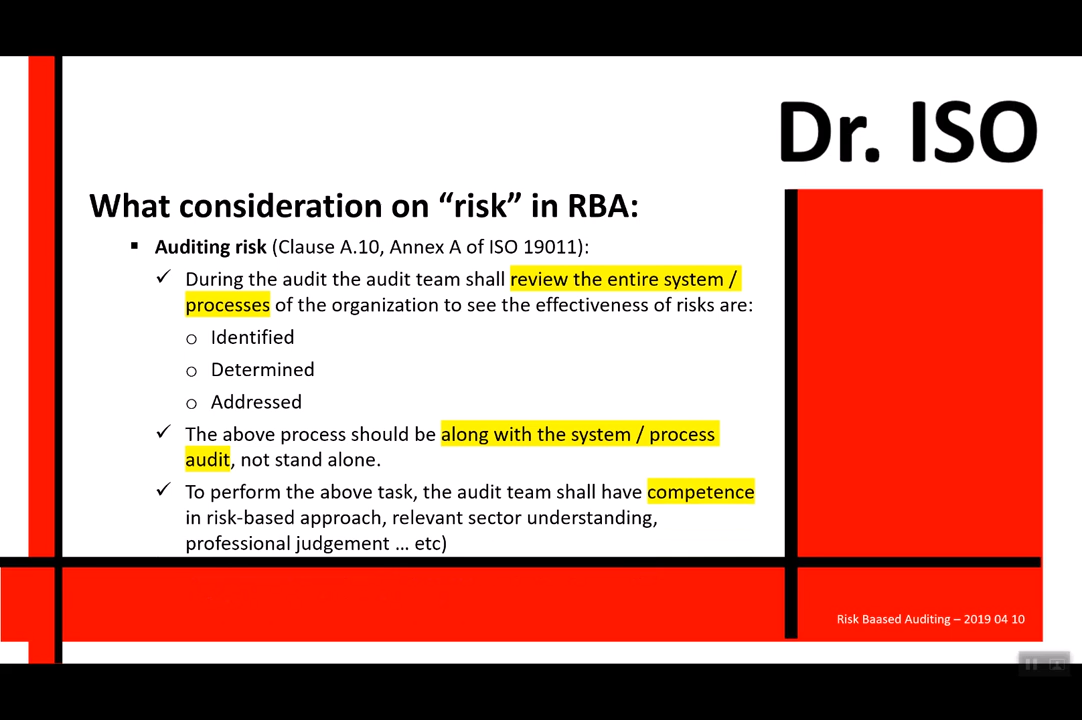 Dr. ISO
What consideration on “risk” in RBA:
▪ Auditing risk (Clause A.10, Annex A of ISO 19011):
✓ During the audit the audit team shall review the entire system /
processes of the organization to see the effectiveness of risks are:
o Identified
o Determined
o Addressed
✓ The above process should be along with the system / process
audit, not stand alone.
✓ To perform the above task, the audit team shall have competence
in risk-based approach, relevant sector understanding,
professional judgement … etc)
Risk Baased Auditing – 2019 04 10